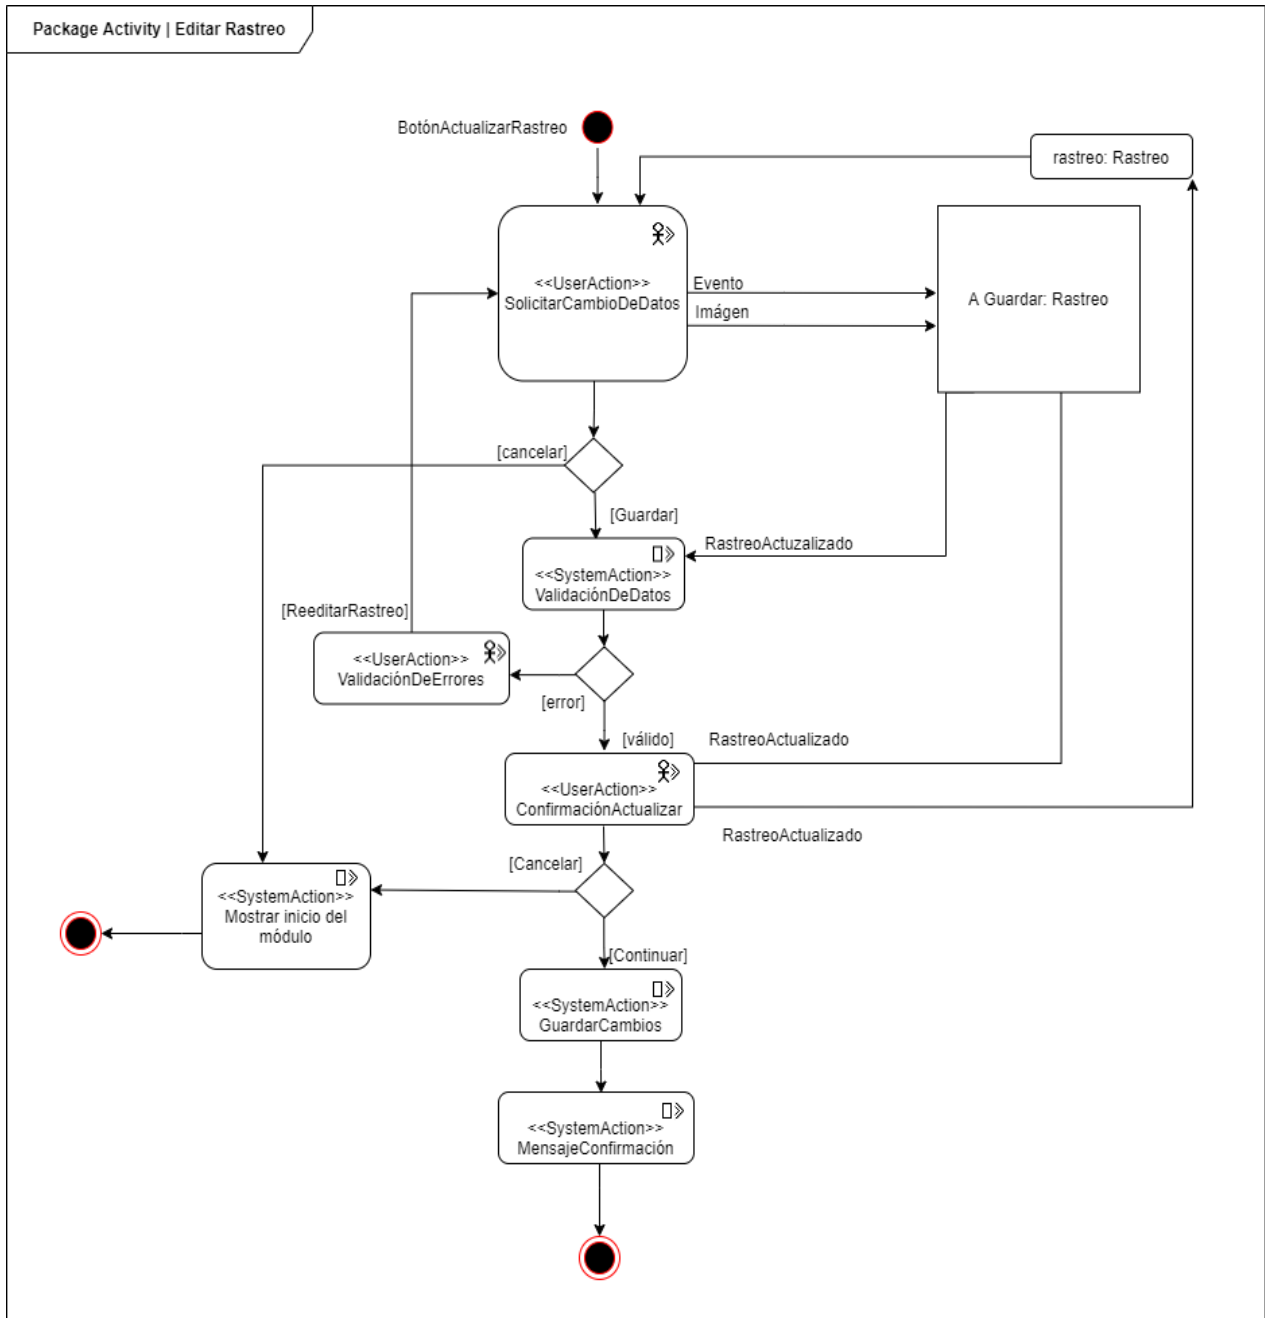 Package Activity | Editar Rastreo
BotónActualizarRastreo
rastreo: Rastreo
<<UserAction>>
SolicitarCambioDeDatos
Evento
Imágen
A Guardar: Rastreo
[cancelar]
[Guardar]
RastreoActuzalizado
<<SystemAction>>
ValidaciónDeDatos
[ReeditarRastreo]
<<UserAction>>
ValidaciónDeErrores
[error]
[válido]
RastreoActualizado
<<UserAction>>
ConfirmaciónActualizar
RastreoActualizado
[Cancelar]
<<SystemAction>>
Mostrar inicio del
módulo
[Continuar]
<<SystemAction>>
GuardarCambios
<<SystemAction>>
MensajeConfirmación